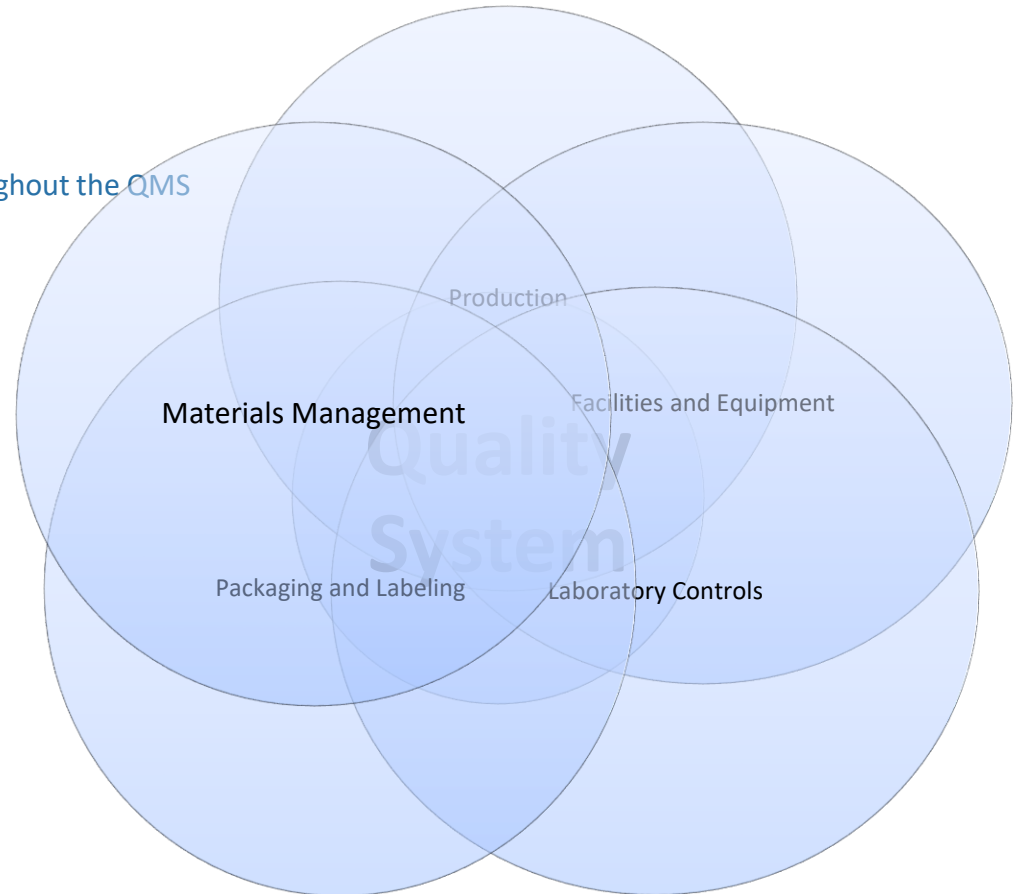 ghout the QMS
Production
Facilities and Equipment
Materials Management
Quality
System
Packaging and Labeling
Laboratory Controls